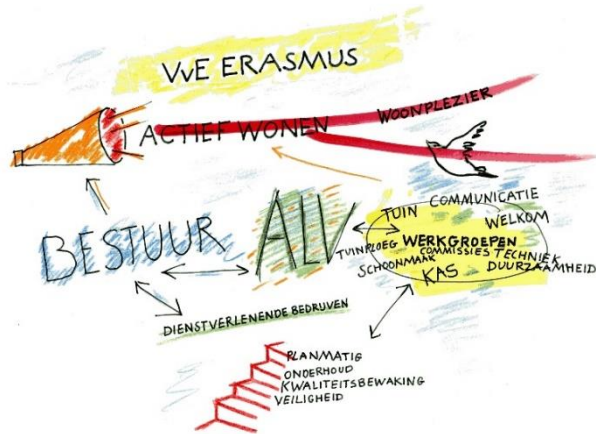 VvE ERASMUS
WOONPLEZIER
ACTIEF WONEN
BESTUUR
ALV
TUIN
COMMUNICATIE
WELKOM
TUINPLOEG
WERKGROEPEN
COMMISSIES
TECHNIEK
SCHOONMAAK
KAS
DUURZAAMHEID
DIENSTVERLENENDE BEDRIJVEN
PLANMATIG
ONDERHOUD
KWALITEITSBEWAKING
VEILIGHEID